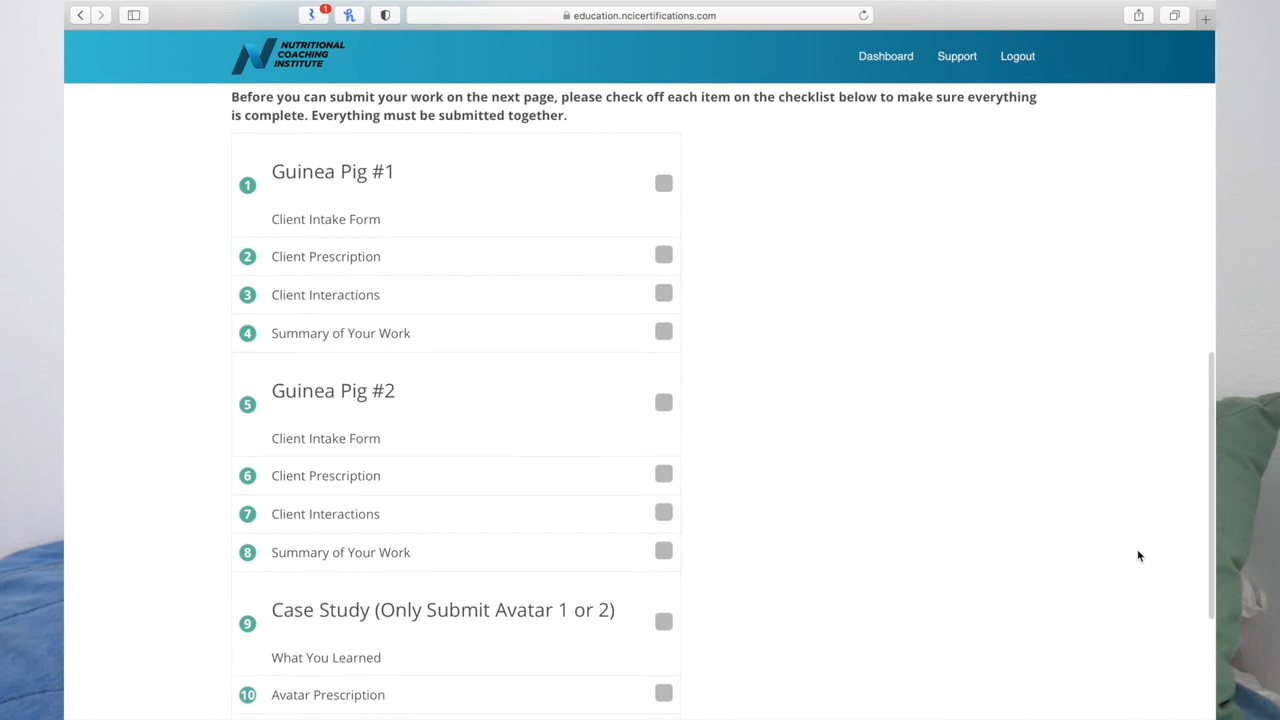 1
education.ncicertifications.com
NUTRITIONAL
COACHING
INSTITUTE
Dashboard Support Logout
Before you can submit your work on the next page, please check off each item on the checklist below to make sure everything
is complete. Everything must be submitted together.
Guinea Pig #1
1
Client Intake Form
2 Client Prescription
3 Client Interactions
4 Summary of Your Work
Guinea Pig #2
5
Client Intake Form
6 Client Prescription
7 Client Interactions
8 Summary of Your Work
Case Study (Only Submit Avatar 1 or 2)
9
What You Learned
10 Avatar Prescription